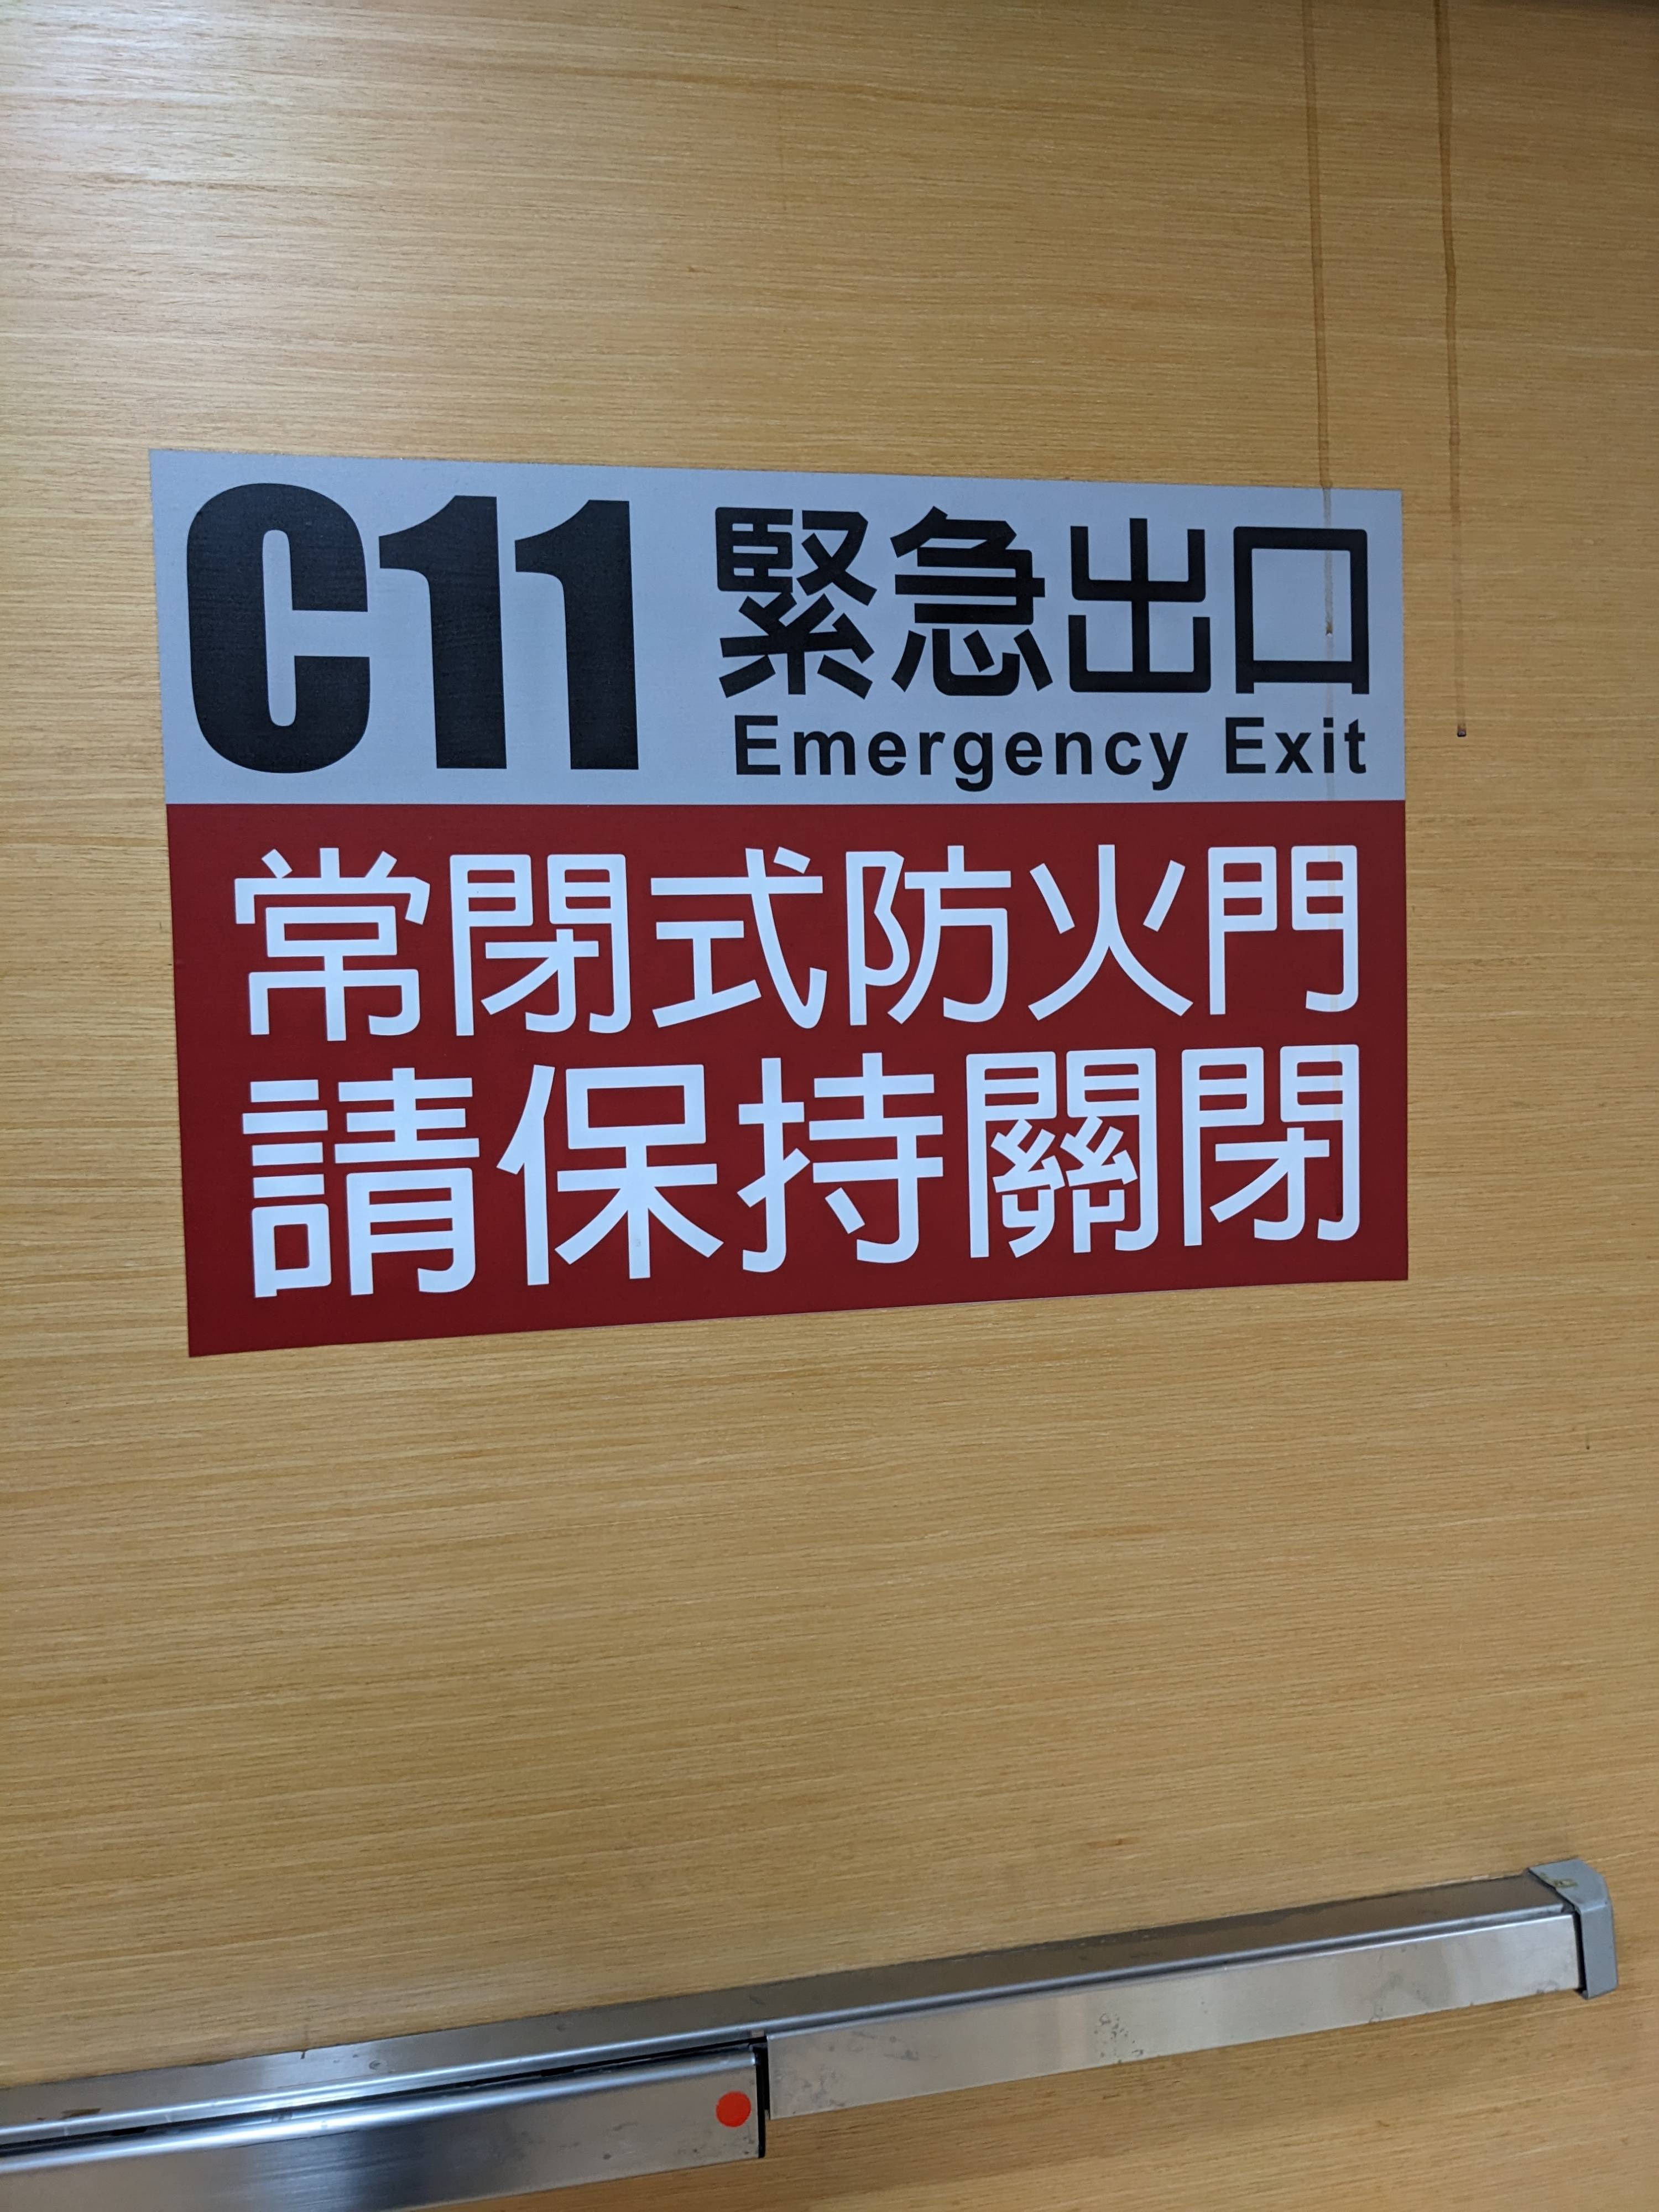 C11 緊急出口
Emergency Exit
常閉式防火門
請保持關閉